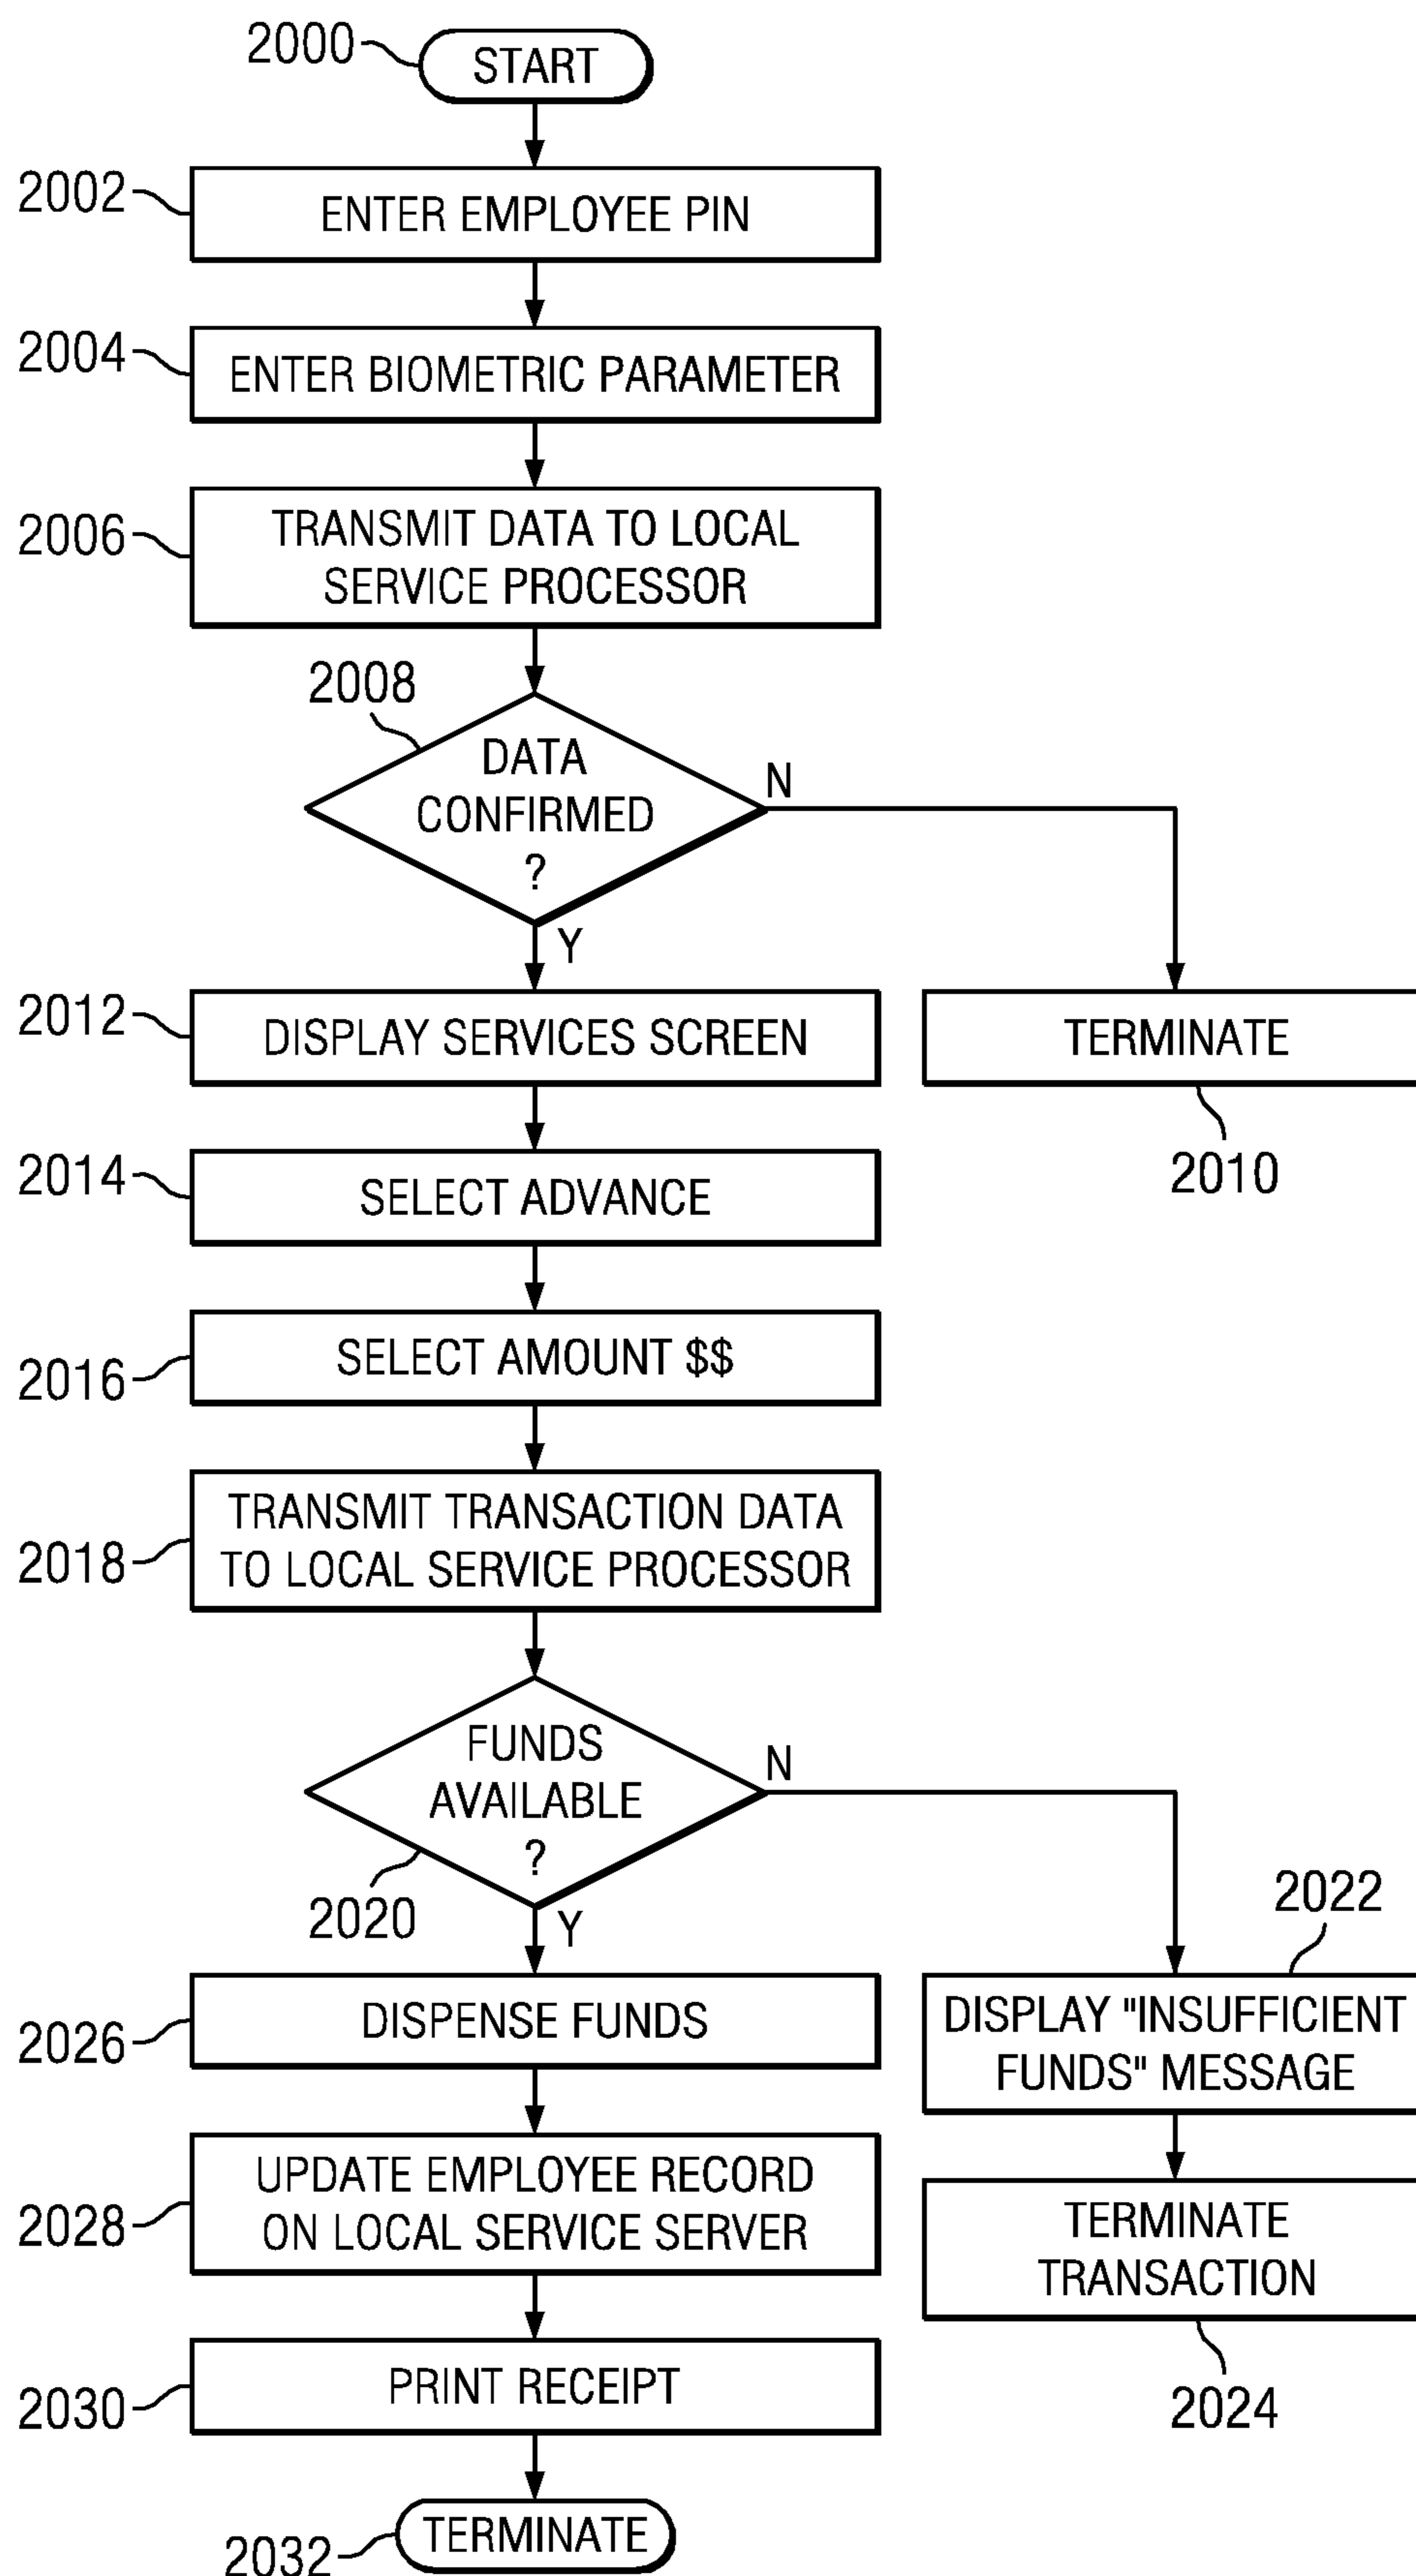 2000
START
2002
ENTER EMPLOYEE PIN
2004
ENTER BIOMETRIC PARAMETER
2006
TRANSMIT DATA TO LOCAL
SERVICE PROCESSOR
2008
DATA
CONFIRMED
?
N
Y
2012
DISPLAY SERVICES SCREEN
TERMINATE
2010
2014
SELECT ADVANCE
2016
SELECT AMOUNT $$
2018
TRANSMIT TRANSACTION DATA
TO LOCAL SERVICE PROCESSOR
FUNDS
AVAILABLE
?
N
2020
Y
2022
2026
DISPENSE FUNDS
DISPLAY "INSUFFICIENT
FUNDS" MESSAGE
2028
UPDATE EMPLOYEE RECORD
ON LOCAL SERVICE SERVER
TERMINATE
TRANSACTION
2024
2030
PRINT RECEIPT
2032
TERMINATE